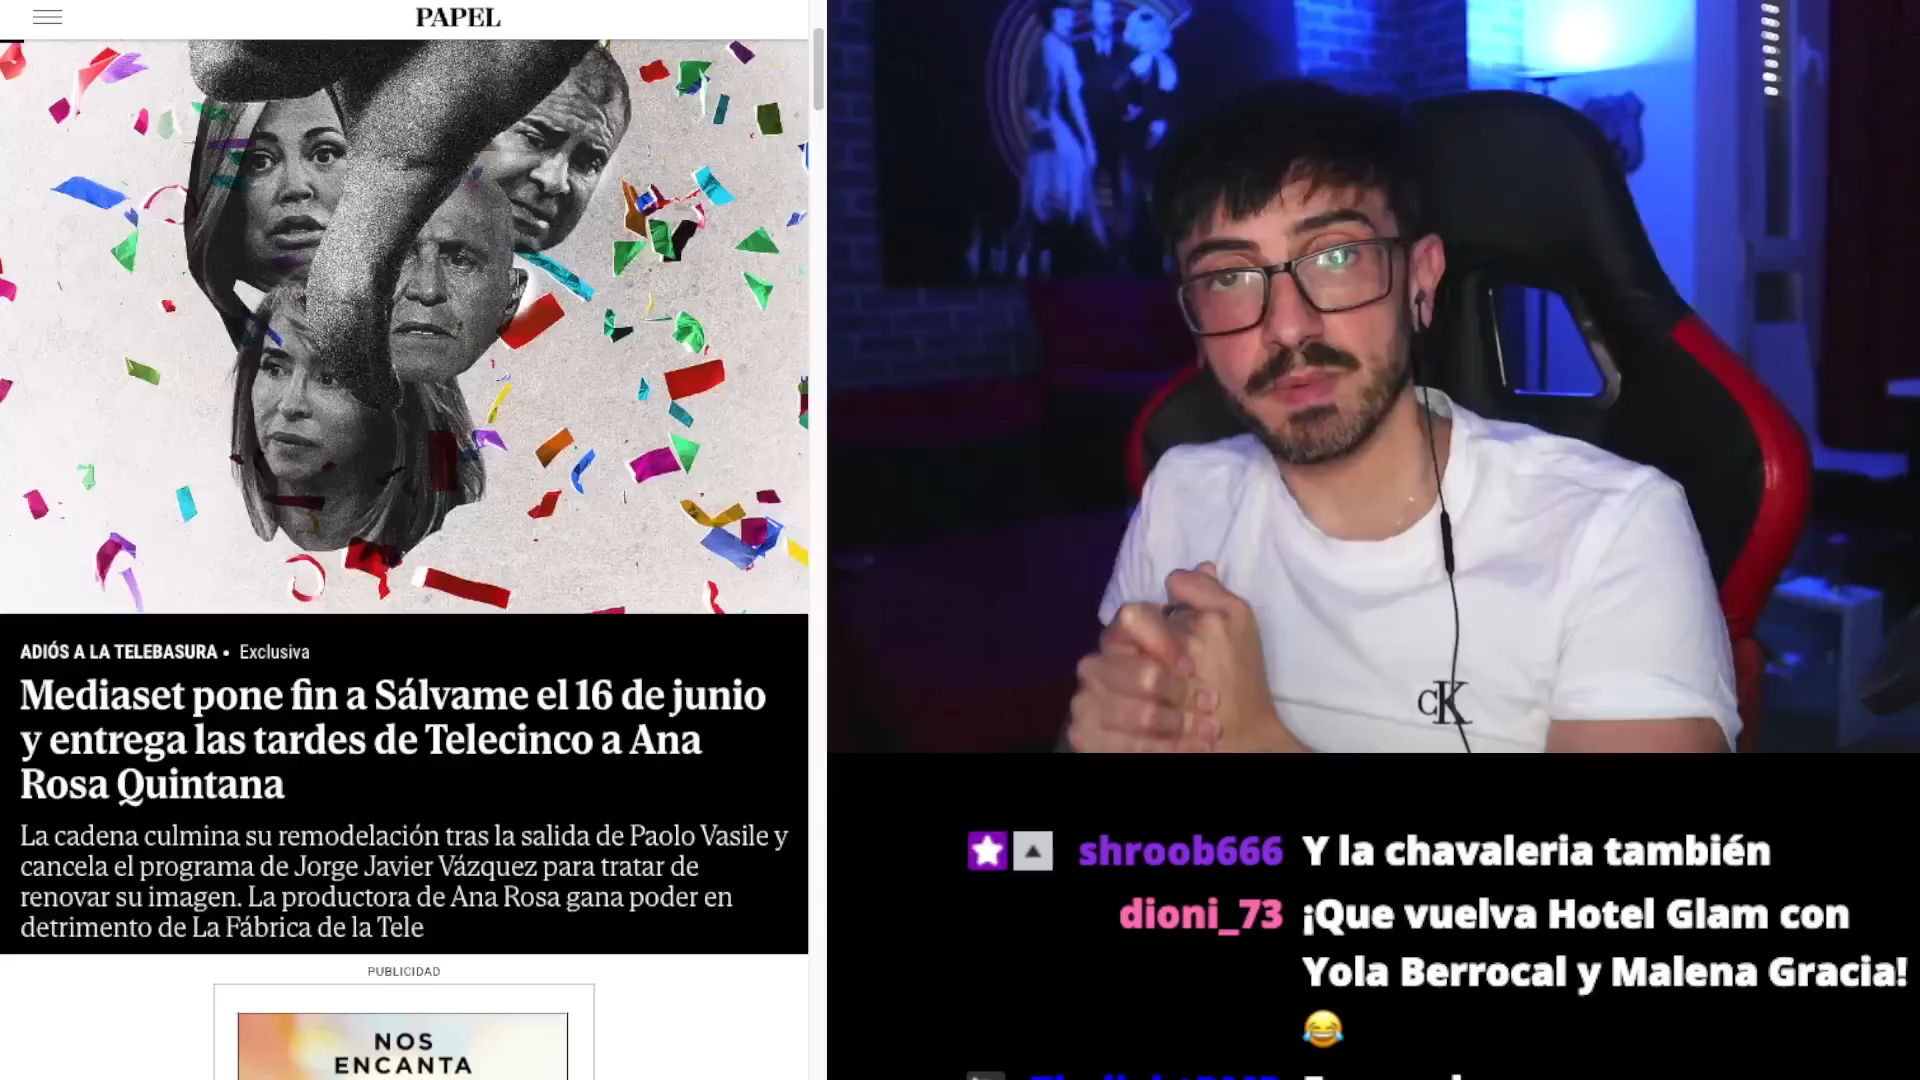 PAPEL
ADIÓS A LA TELEBASURA • Exclusiva
Mediaset pone fin a Sálvame el 16 de junio
y entrega las tardes de Telecinco a Ana
Rosa Quintana
La cadena culmina su remodelación tras la salida de Paolo Vasile y
cancela el programa de Jorge Javier Vázquez para tratar de
renovar su imagen. La productora de Ana Rosa gana poder en
detrimento de La Fábrica de la Tele
PUBLICIDAD
NOS
ENCANTA
CK
shroob666 Y la chavaleria también
dioni_73 ¡Que vuelva Hotel Glam con
Yola Berrocal y Malena Gracia!
😂